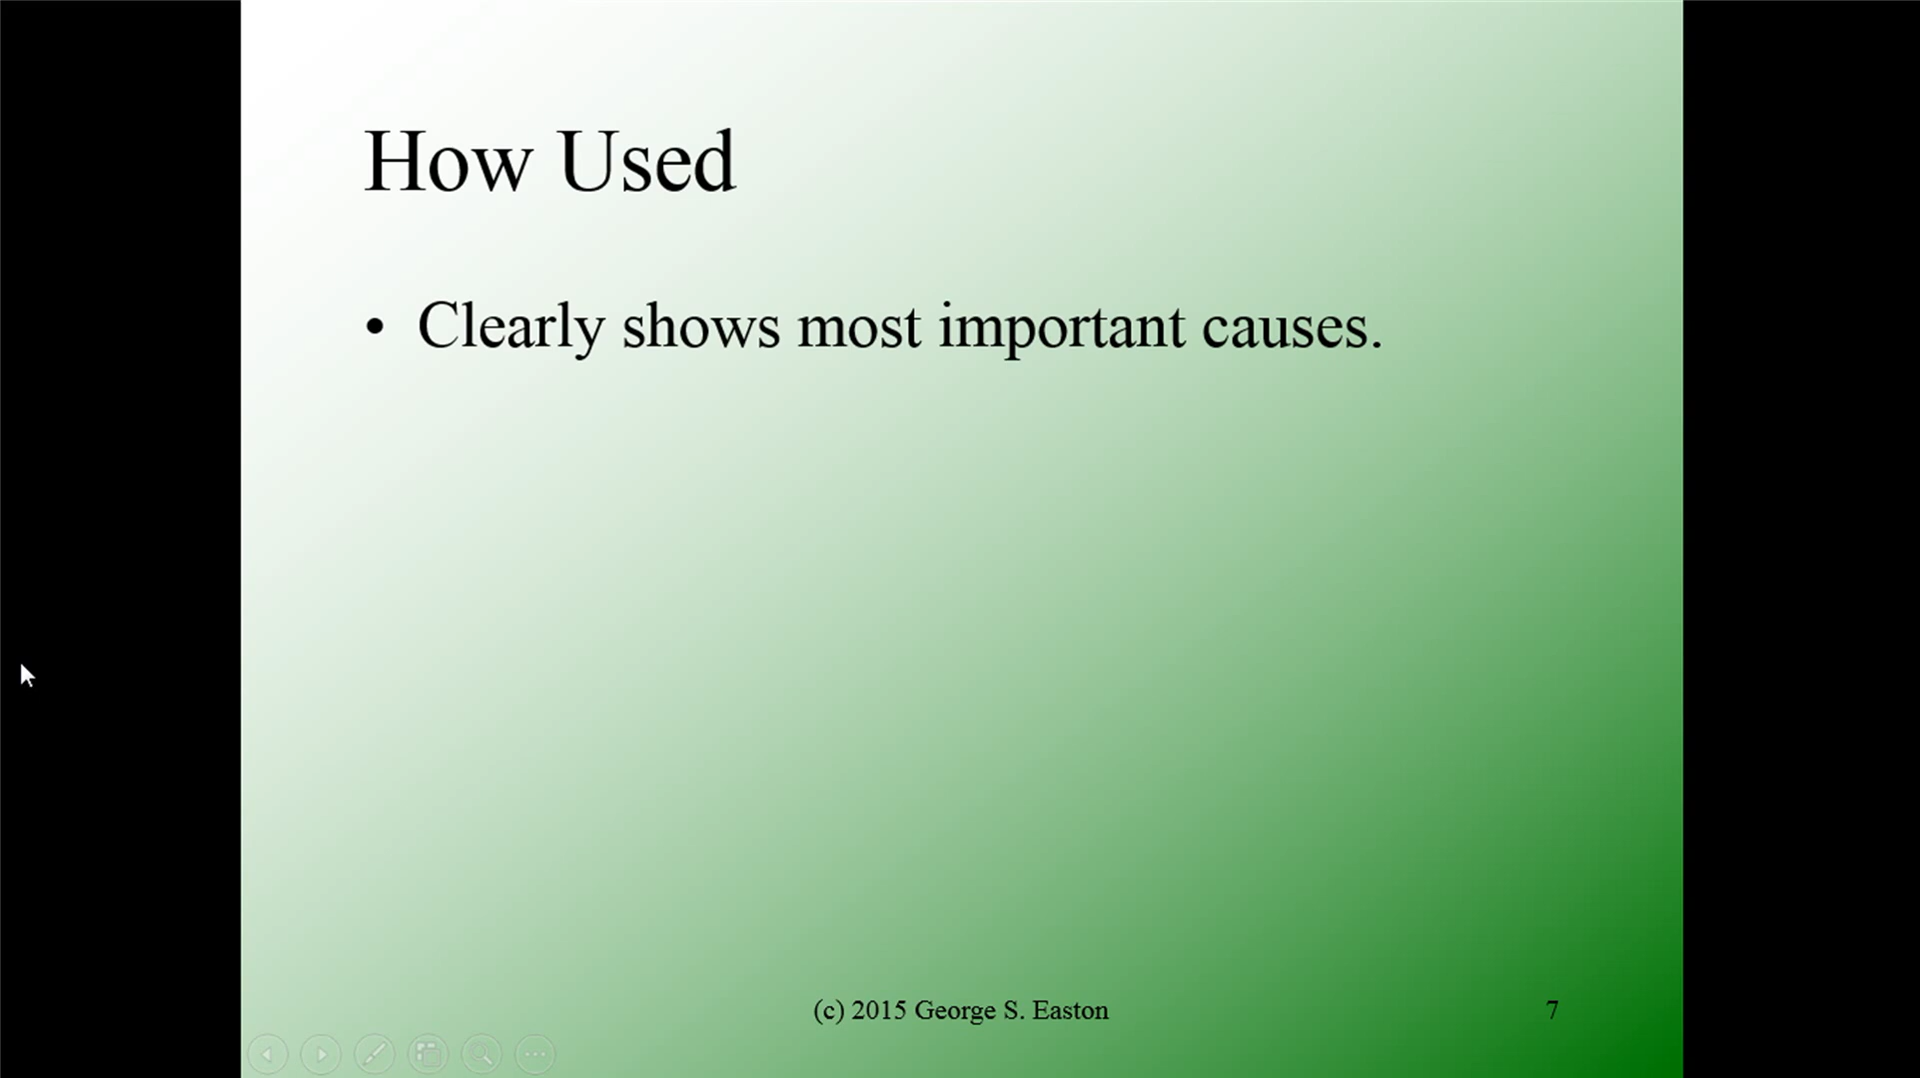 How Used
• Clearly shows most important causes.
(c) 2015 George S. Easton
7